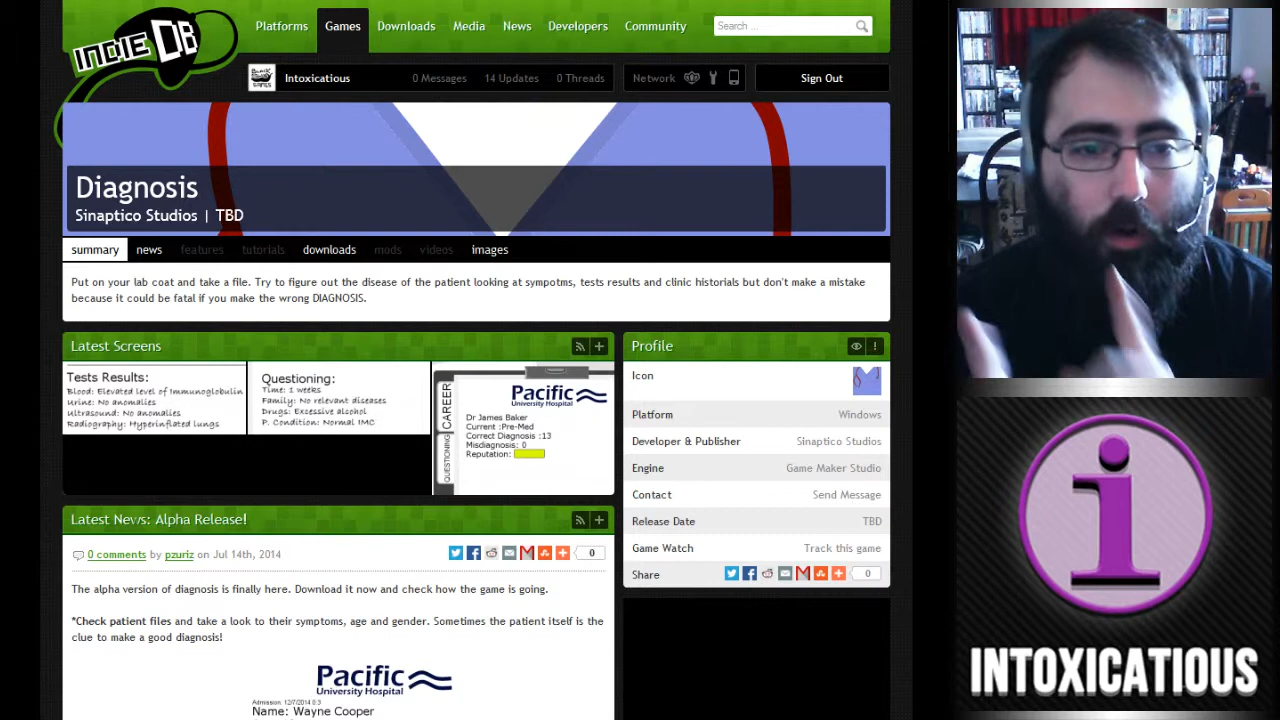 INDIE DB
Platforms Games Downloads Media News Developers Community Search ...
Intoxicatious 0 Messages 14 Updates 0 Threads Network Sign Out
Diagnosis
Sinaptico Studios | TBD
summary news features tutorials downloads mods videos images
Put on your lab coat and take a file. Try to figure out the disease of the patient looking at sympotms, tests results and clinic historials but don't make a mistake
because it could be fatal if you make the wrong DIAGNOSIS.
Latest Screens
Tests Results:
Blood: Elevated level of Immunoglobulin
Urine: No anomalies
Ultrasound: No anomalies
Radiography: Hyperinflated lungs
Questioning:
Time: 1 weeks
Family: No relevant diseases
Drugs: Excessive alcohol
P. Condition: Normal IMC
QUESTIONING CAREER
Pacific
University Hospital
Dr James Baker
Current :Pre-Med
Correct Diagnosis :13
Misdiagnosis: 0
Reputation:
Profile !
Icon
Platform Windows
Developer & Publisher Sinaptico Studios
Engine Game Maker Studio
Contact Send Message
Release Date TBD
Game Watch Track this game
Share 0
Latest News: Alpha Release!
0 comments by pzuriz on Jul 14th, 2014 0
The alpha version of diagnosis is finally here. Download it now and check how the game is going.
*Check patient files and take a look to their symptoms, age and gender. Sometimes the patient itself is the
clue to make a good diagnosis!
Pacific
University Hospital
Admission: 12/7/2014 0:3
Name: Wayne Cooper
i
INTOXICATIOUS